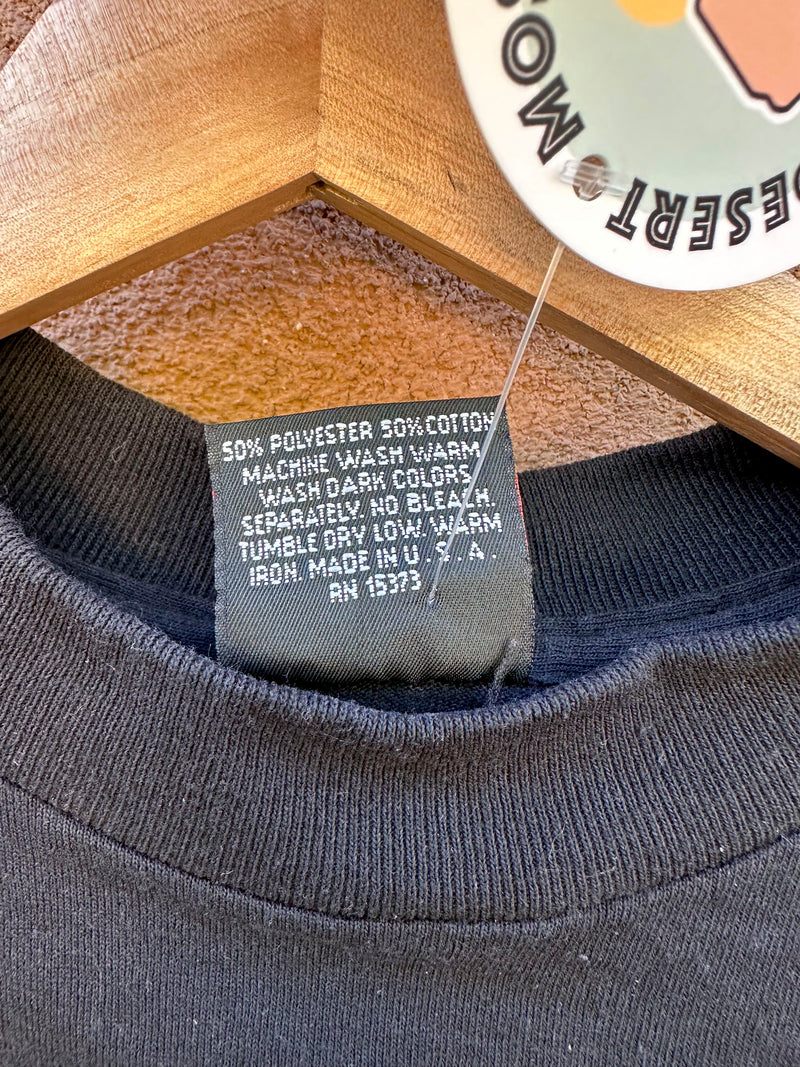 MO
DESERT
50% POLYESTER 50% COTTON
MACHINE WASH WARM
WASH DARK COLORS
SEPARATELY. NO BLEACH.
TUMBLE DRY LOW. WARM
IRON. MADE IN U.S.A.
RN 15373